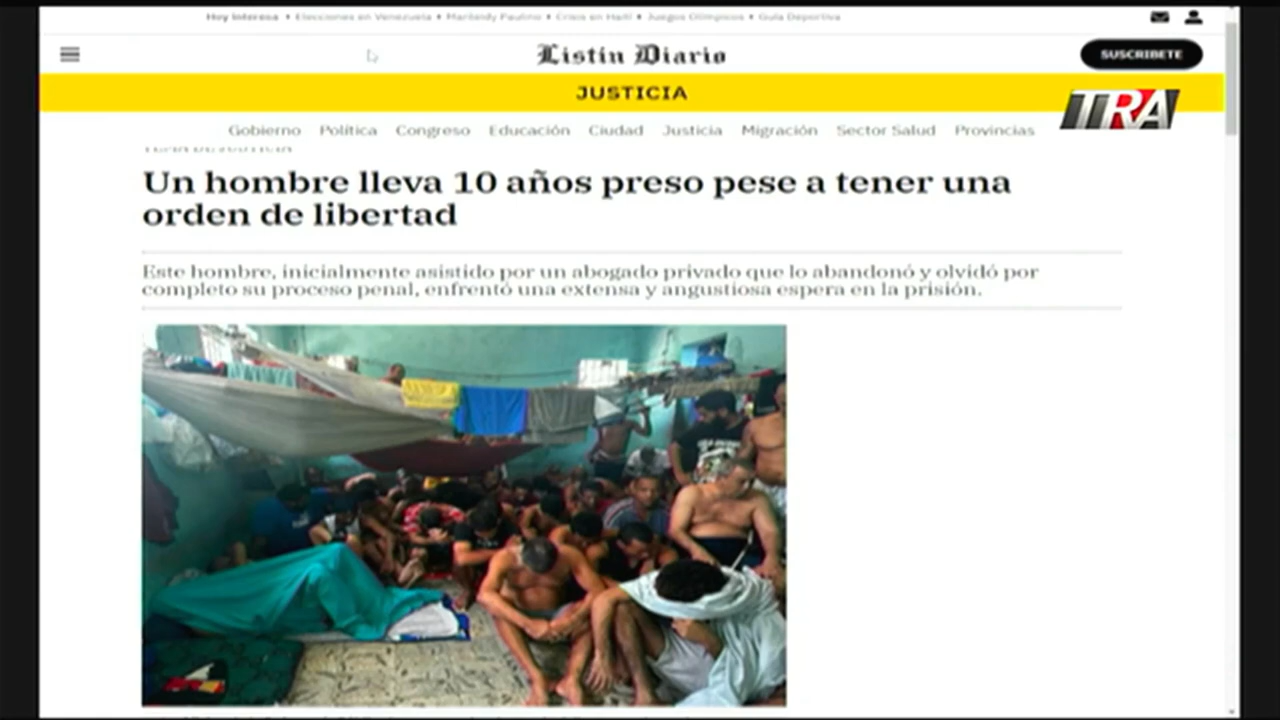 Hoy Interesa • Elecciones en Venezuela • Marileidy Paulino • Crisis en Haití • Juegos Olímpicos • Guía Deportiva
Listín Diario
SUSCRIBETE
JUSTICIA
TRA
Gobierno Política Congreso Educación Ciudad Justicia Migración Sector Salud Provincias
Un hombre lleva 10 años preso pese a tener una
orden de libertad
Este hombre, inicialmente asistido por un abogado privado que lo abandonó y olvidó por
completo su proceso penal, enfrentó una extensa y angustiosa espera en la prisión.